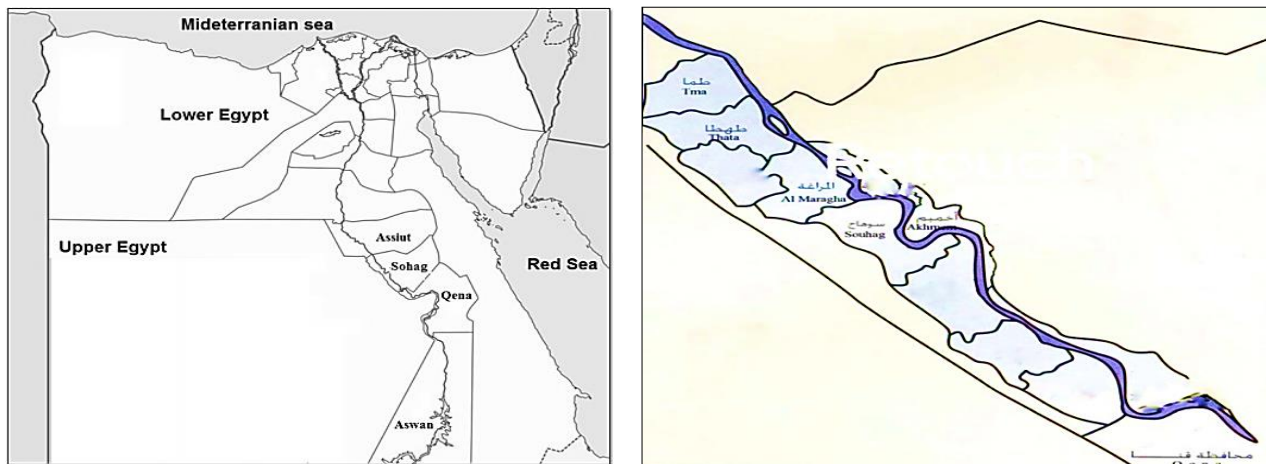 Mideterranian sea
Lower Egypt
Upper Egypt
Assiut
Sohag
Qena
Red Sea
Aswan
طما
Tma
طهطا
Thata
المراغة
Al Maragha
سوهاج
Souhag
أخميم
Akhmem
محافظة قنا